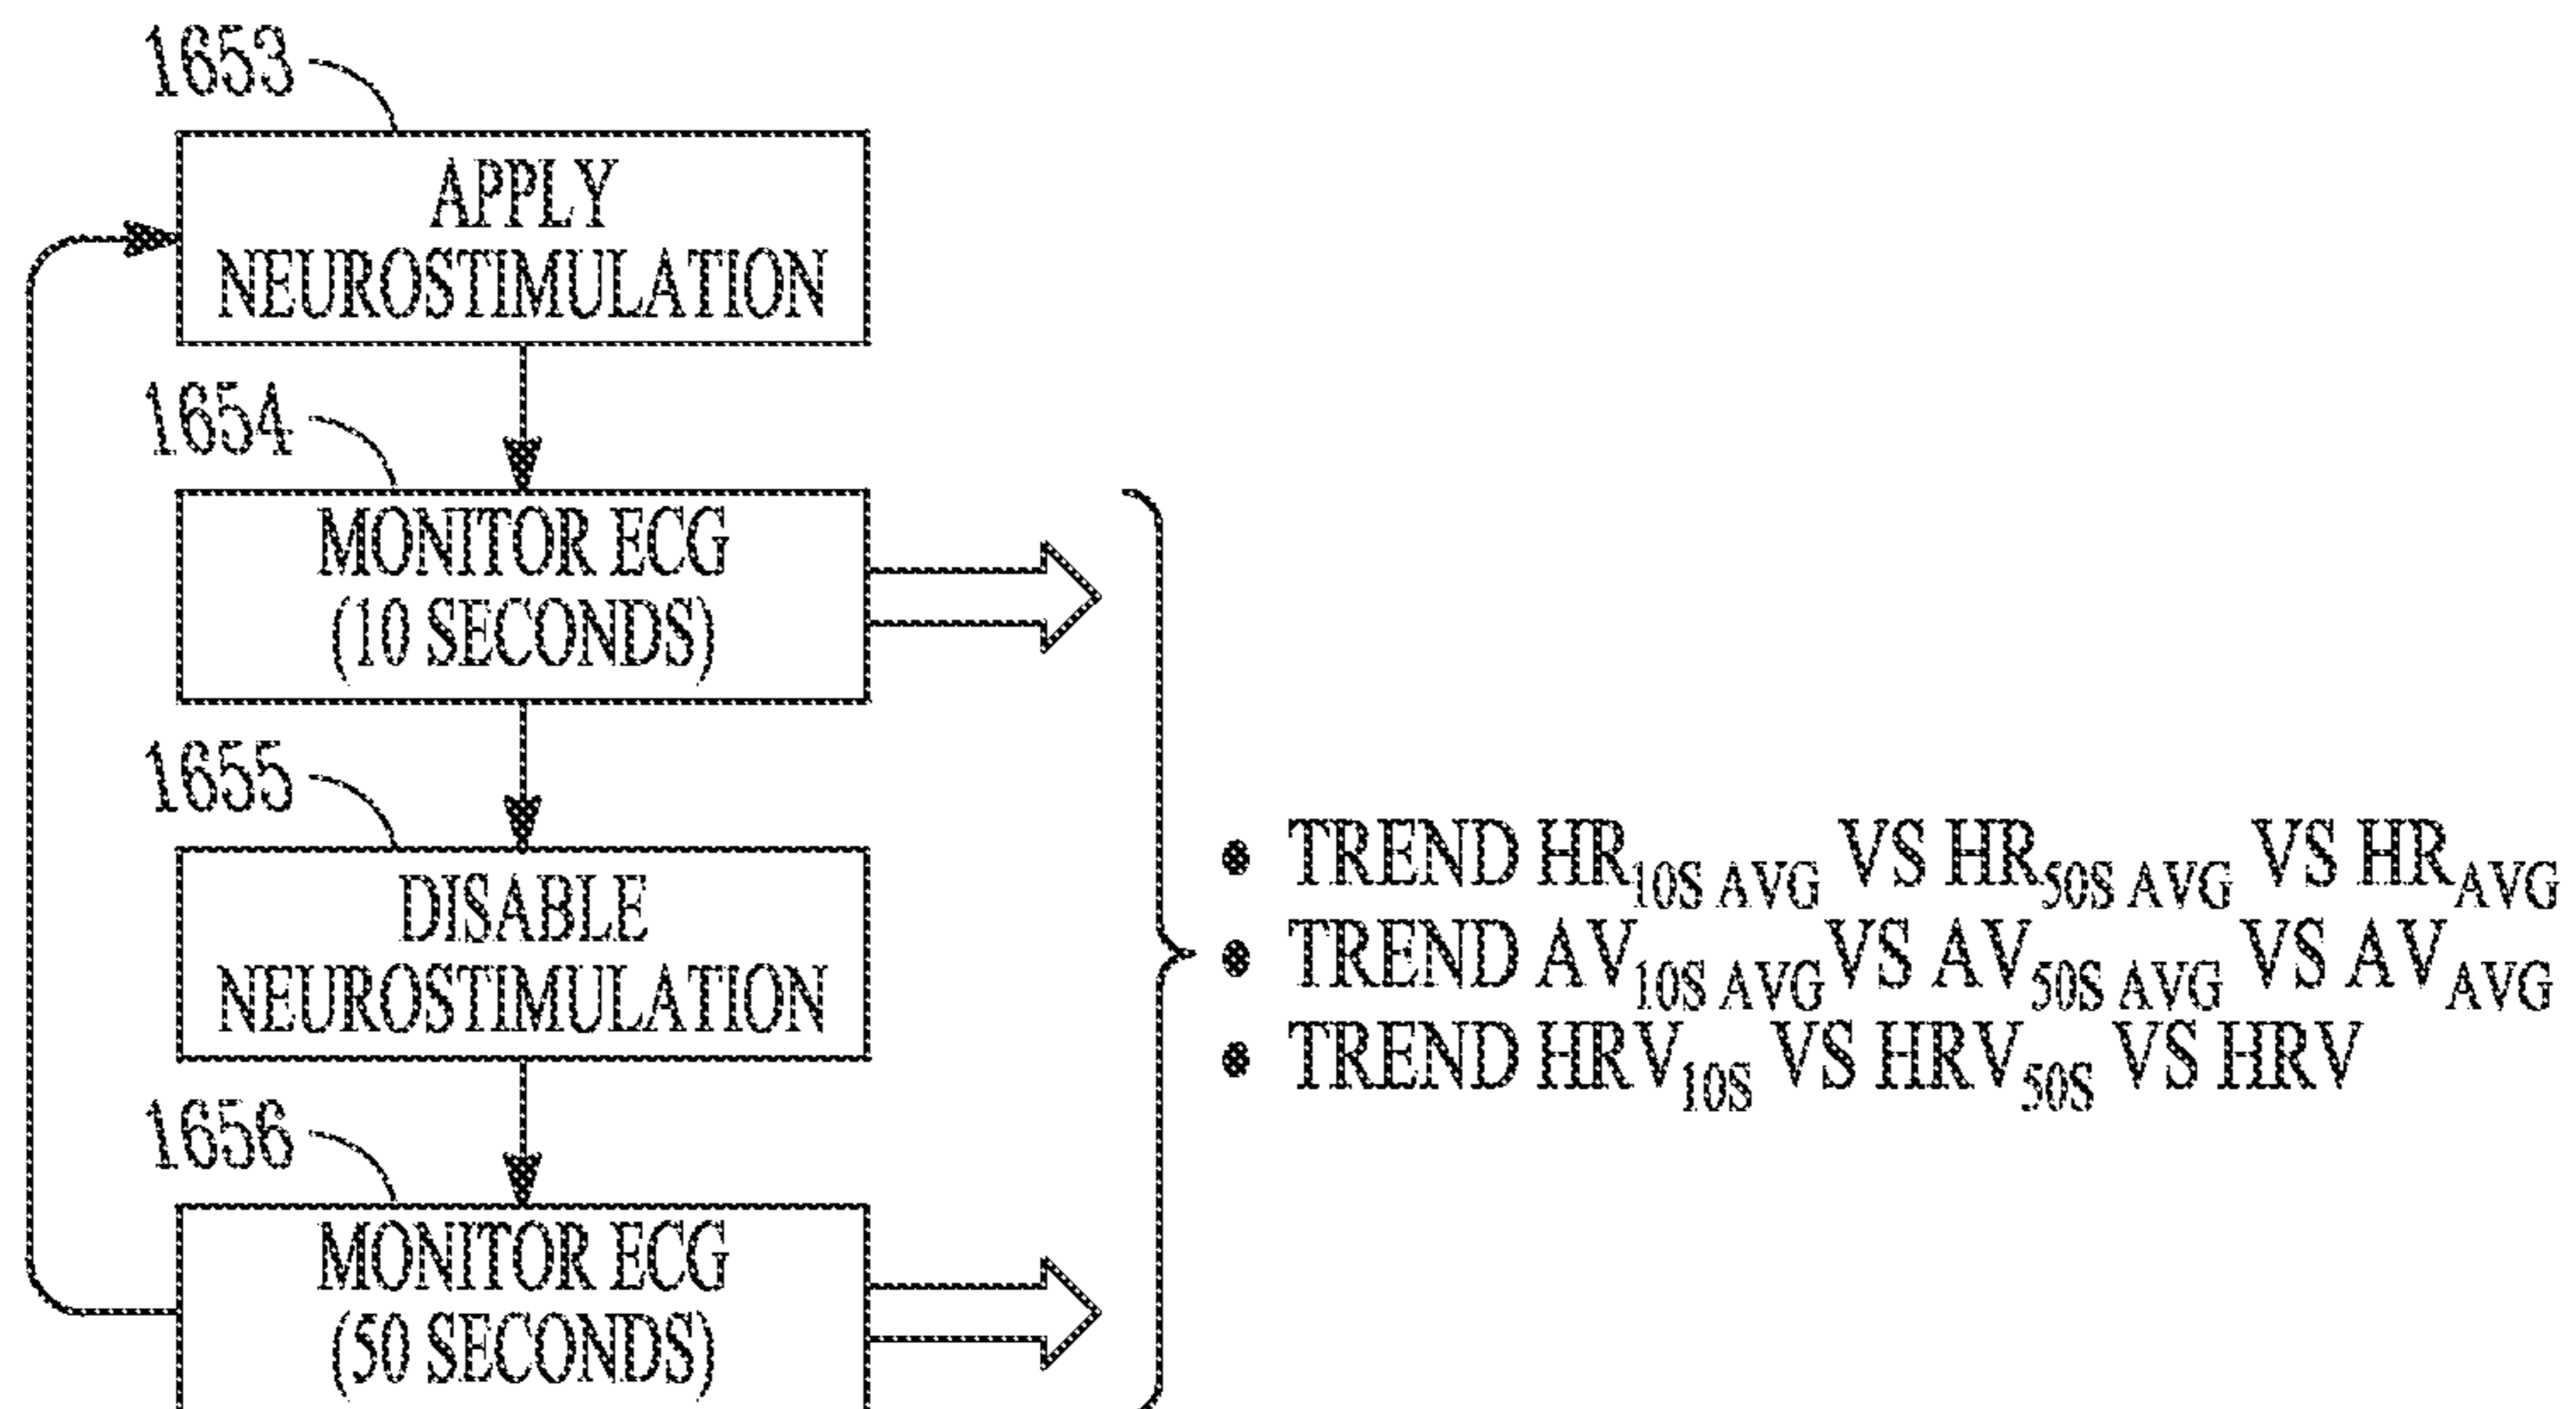 1653
APPLY
NEUROSTIMULATION
1654
MONITOR ECG
(10 SECONDS)
1655
DISABLE
NEUROSTIMULATION
1656
MONITOR ECG
(50 SECONDS)
• TREND HR10S AVG VS HR50S AVG VS HRAVG
• TREND AV10S AVG VS AV50S AVG VS AVAVG
• TREND HRV10S VS HRV50S VS HRV